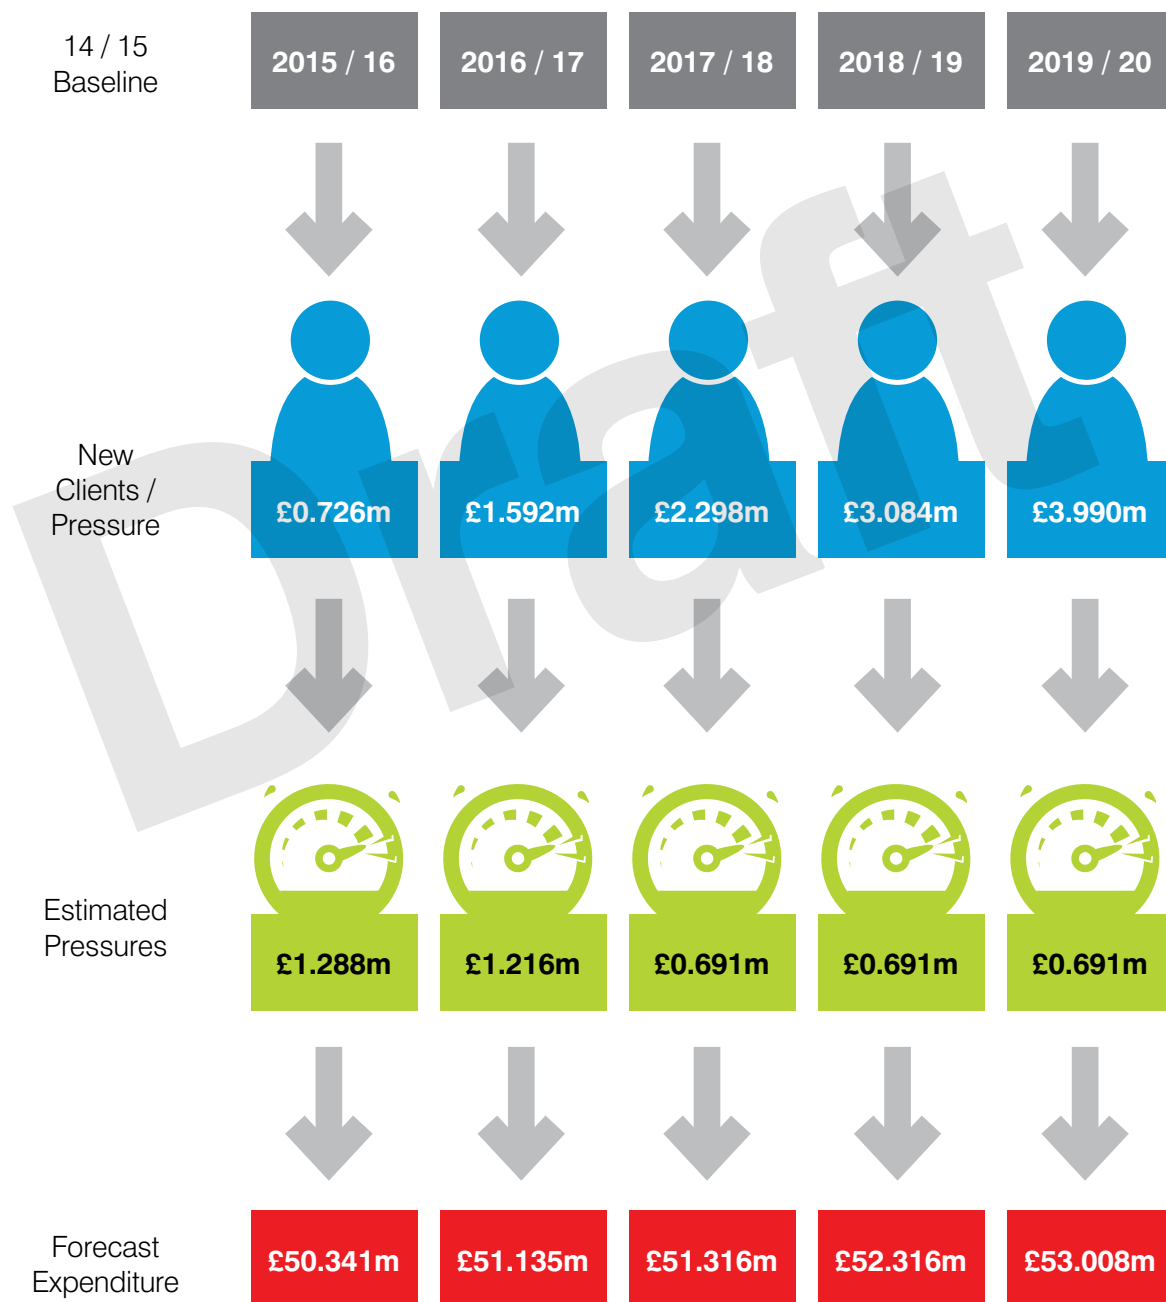 14 / 15
Baseline
2015 / 16
2016 / 17
2017 / 18
2018 / 19
2019 / 20
New
Clients /
Pressure
£0.726m
£1.592m
£2.298m
£3.084m
£3.990m
Estimated
Pressures
£1.288m
£1.216m
£0.691m
£0.691m
£0.691m
Forecast
Expenditure
£50.341m
£51.135m
£51.316m
£52.316m
£53.008m
Draft